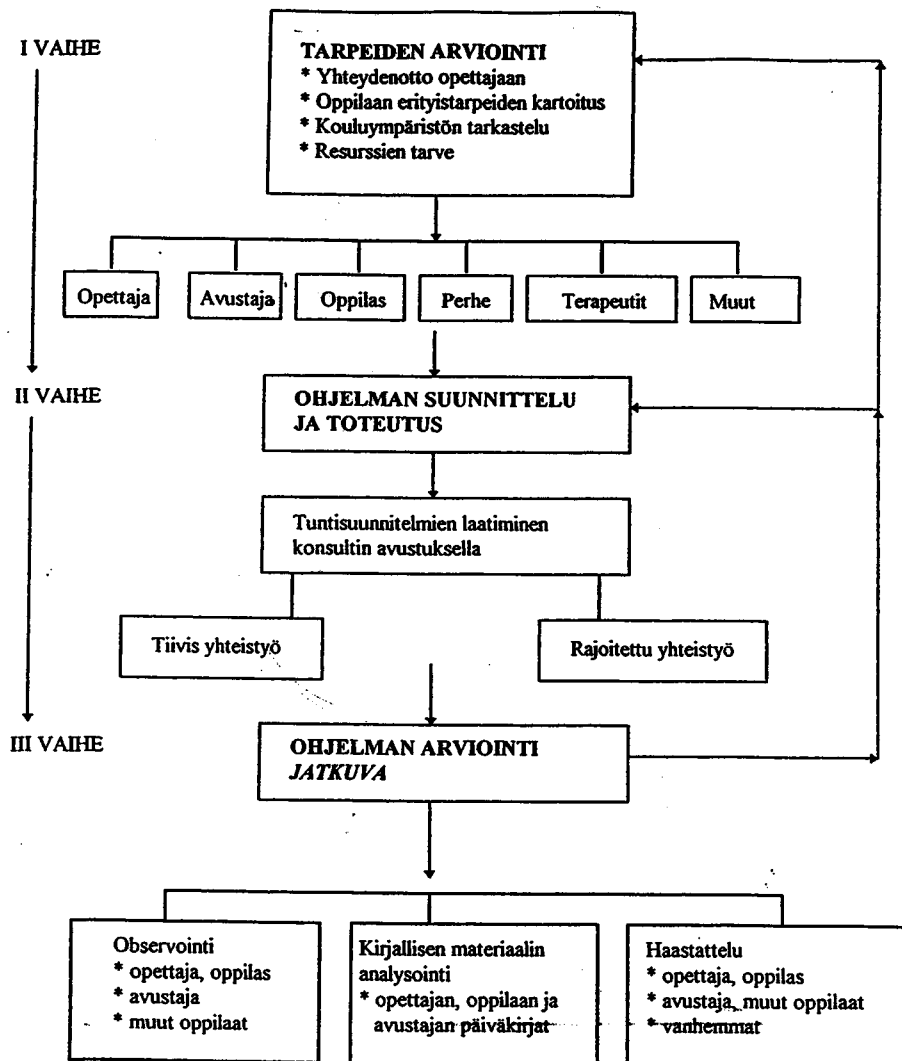 I VAIHE
TARPEIDEN ARVIOINTI
* Yhteydenotto opettajaan
* Oppilaan erityistarpeiden kartoitus
* Kouluympäristön tarkastelu
* Resurssien tarve
Opettaja
Avustaja
Oppilas
Perhe
Terapeutit
Muut
II VAIHE
OHJELMAN SUUNNITTELU
JA TOTEUTUS
Tuntisuunnitelmien laatiminen
konsultin avustuksella
Tiivis yhteistyö
Rajoitettu yhteistyö
III VAIHE
OHJELMAN ARVIOINTI
JATKUVA
Observointi
* opettaja, oppilas
* avustaja
* muut oppilaat
Kirjallisen materiaalin
analysointi
* opettajan, oppilaan ja
avustajan päiväkirjat
Haastattelu
* opettaja, oppilas
* avustaja, muut oppilaat
* vanhemmat